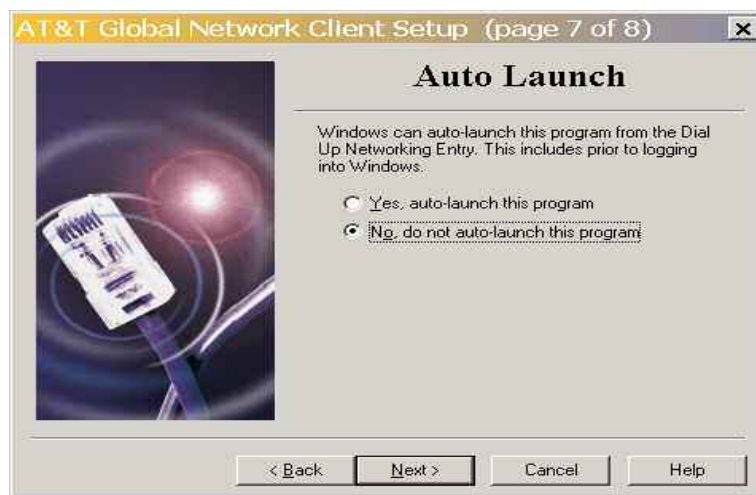 AT&T Global Network Client Setup (page 7 of 8)
Auto Launch
Windows can auto-launch this program from the Dial
Up Networking Entry. This includes prior to logging
into Windows.
Yes, auto-launch this program
No, do not auto-launch this program
< Back
Next >
Cancel
Help